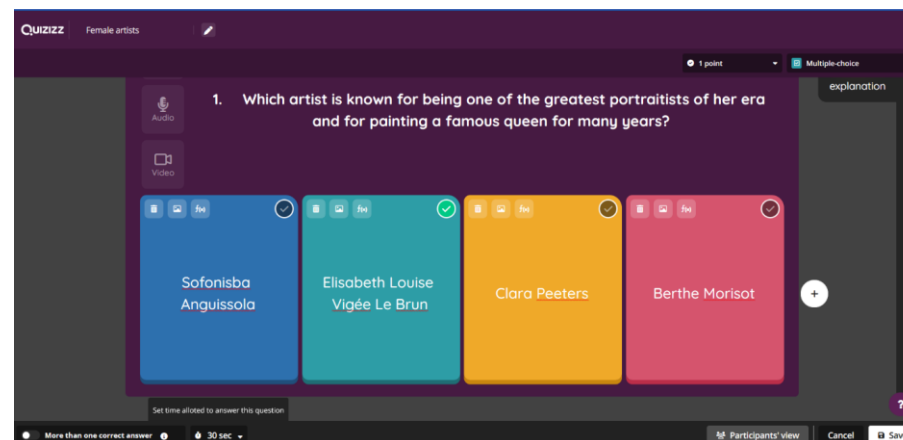 QUIZIZZ
Female artists
1 point
Multiple-choice
explanation
Audio
Video
1. Which artist is known for being one of the greatest portraitists of her era
and for painting a famous queen for many years?
Sofonisba
Anguissola
Elisabeth Louise
Vigée Le Brun
Clara Peeters
Berthe Morisot
+
Set time alloted to answer this question
?
More than one correct answer
30 sec
Participants' view
Cancel
Sav